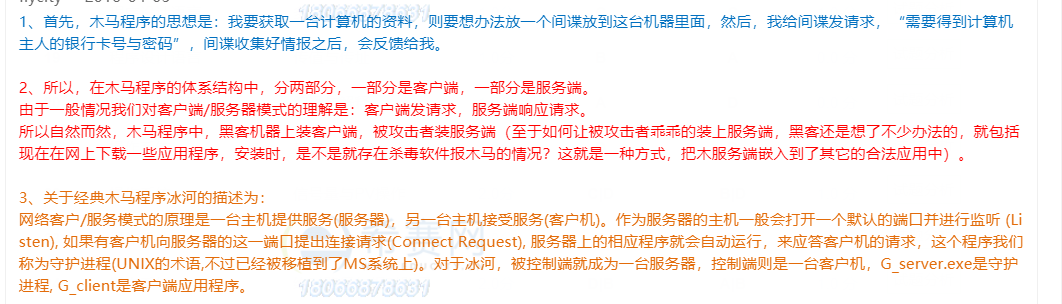 1、首先，木马程序的思想是：我要获取一台计算机的资料，则要想办法放一个间谍放到这台机器里面，然后，我给间谍发请求，“需要得到计算机
主人的银行卡号与密码”，间谍收集好情报之后，会反馈给我。
2、所以，在木马程序的体系结构中，分两部分，一部分是客户端，一部分是服务端。
由于一般情况我们对客户端/服务器模式的理解是：客户端发请求，服务端响应请求。
所以自然而然，木马程序中，黑客机器上装客户端，被攻击者装服务端（至于如何让被攻击者乖乖的装上服务端，黑客还是想了不少办法的，就包括
现在在网上下载一些应用程序，安装时，是不是就存在杀毒软件报木马的情况？这就是一种方式，把木服务端嵌入到了其它的合法应用中）。
3、关于经典木马程序冰河的描述为：
网络客户/服务模式的原理是一台主机提供服务(服务器)，另一台主机接受服务(客户机)。作为服务器的主机一般会打开一个默认的端口并进行监听 (Li
sten), 如果有客户机向服务器的这一端口提出连接请求(Connect Request), 服务器上的相应程序就会自动运行，来应答客户机的请求，这个程序我们
称为守护进程(UNIX的术语,不过已经被移植到了MS系统上)。对于冰河，被控制端就成为一台服务器，控制端则是一台客户机，G_server.exe是守护
进程, G_client是客户端应用程序。
18066878631